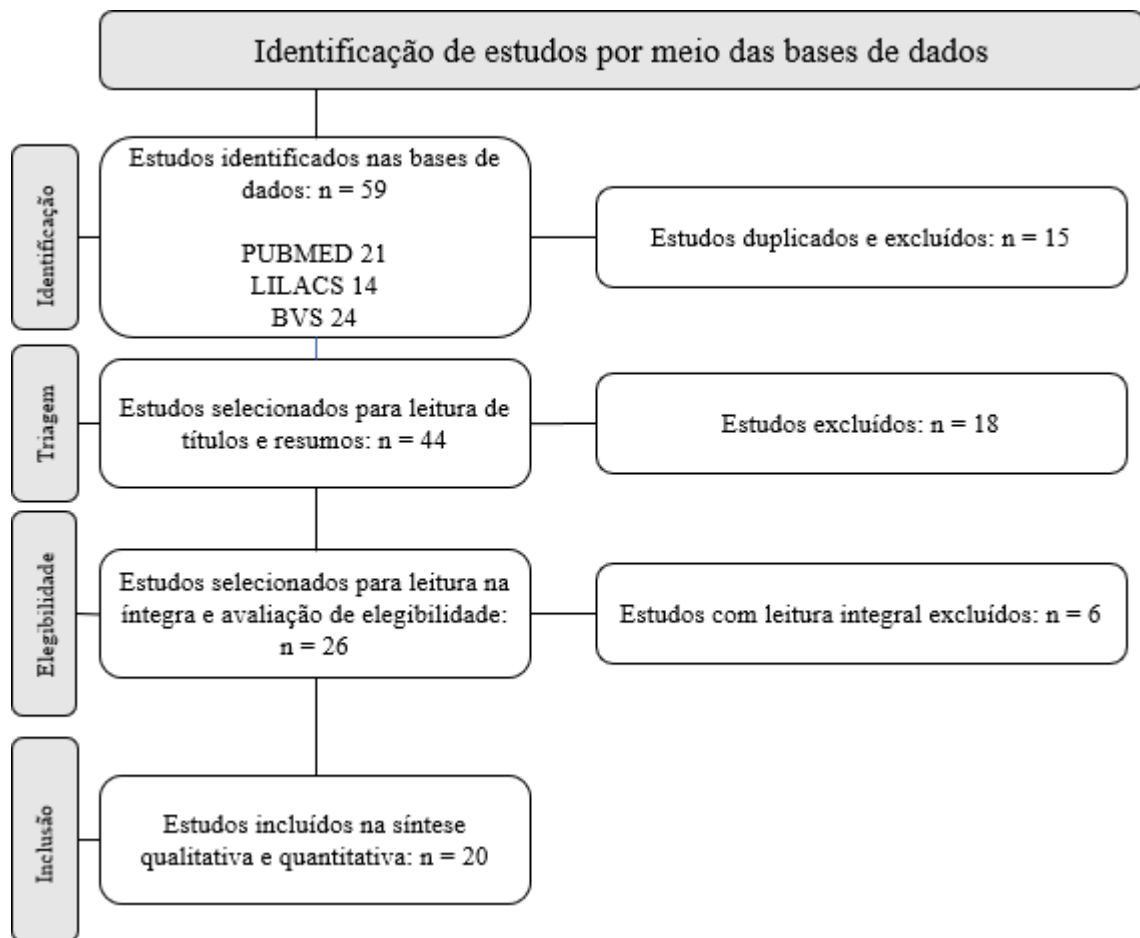 Identificação de estudos por meio das bases de dados
Identificação
Estudos identificados nas bases de
dados: n = 59
PUBMED 21
LILACS 14
BVS 24
Estudos duplicados e excluídos: n = 15
Triagem
Estudos selecionados para leitura de
títulos e resumos: n = 44
Estudos excluídos: n = 18
Elegibilidade
Estudos selecionados para leitura na
íntegra e avaliação de elegibilidade:
n = 26
Estudos com leitura integral excluídos: n = 6
Inclusão
Estudos incluídos na síntese
qualitativa e quantitativa: n = 20